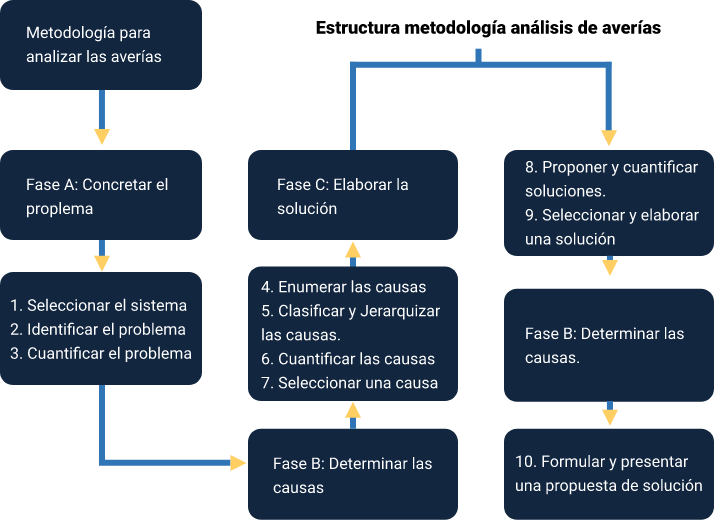 Estructura metodología análisis de averías
Metodología para
analizar las averías
Fase A: Concretar el
proplema
1. Seleccionar el sistema
2. Identificar el problema
3. Cuantificar el problema
Fase B: Determinar las
causas
4. Enumerar las causas
5. Clasificar y Jerarquizar
las causas.
6. Cuantificar las causas
7. Seleccionar una causa
Fase C: Elaborar la
solución
8. Proponer y cuantificar
soluciones.
9. Seleccionar y elaborar
una solución
Fase B: Determinar las
causas.
10. Formular y presentar
una propuesta de solución